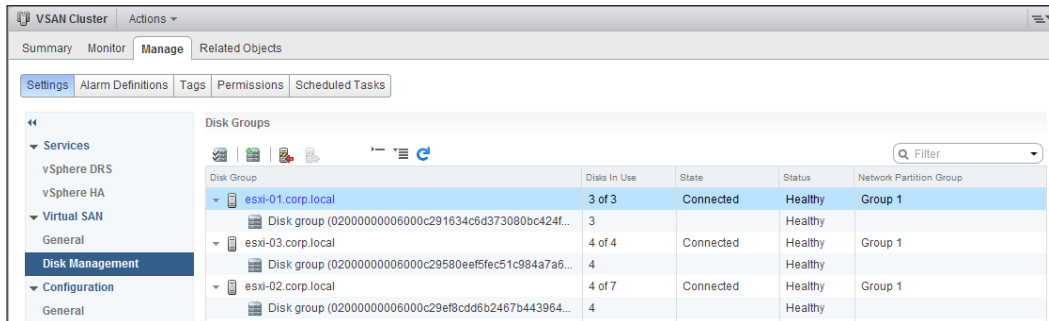 VSAN Cluster Actions
Summary Monitor Manage Related Objects
Settings Alarm Definitions Tags Permissions Scheduled Tasks
Services
vSphere DRS
vSphere HA
Virtual SAN
General
Disk Management
Configuration
General
Disk Groups
Filter
Disk Group Disks In Use State Status Network Partition Group
esxi-01.corp.local 3 of 3 Connected Healthy Group 1
Disk group (02000000006000c291634c6d373080bc424f... 3 Healthy
esxi-03.corp.local 4 of 4 Connected Healthy Group 1
Disk group (02000000006000c29580eef5fec51c984a7a6... 4 Healthy
esxi-02.corp.local 4 of 7 Connected Healthy Group 1
Disk group (02000000006000c29ef8cdd6b2467b443964... 4 Healthy